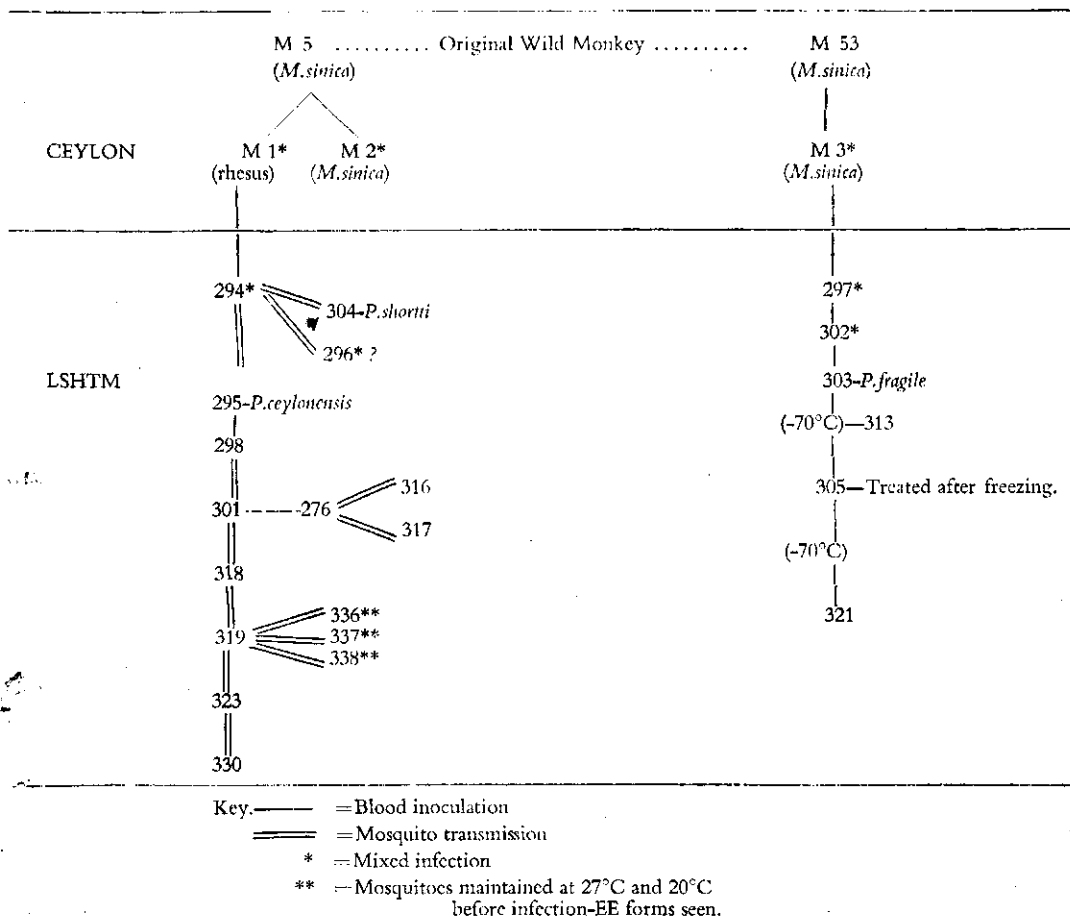 M 5 .......... Original Wild Monkey .......... M 53
(M.sinica) (M.sinica)
CEYLON M 1* M 2* M 3*
(rhesus) (M.sinica) (M.sinica)
294* 297*
304-P.shortti
302*
296* ?
LSHTM 303-P.fragile
295-P.ceylonensis
(-70°C)—313
298
316
301 276 305—Treated after freezing.
317
(-70°C)
318
336**
319 337** 321
338**
323
330
Key. =Blood inoculation
=Mosquito transmission
* =Mixed infection
** =Mosquitoes maintained at 27°C and 20°C
before infection-EE forms seen.